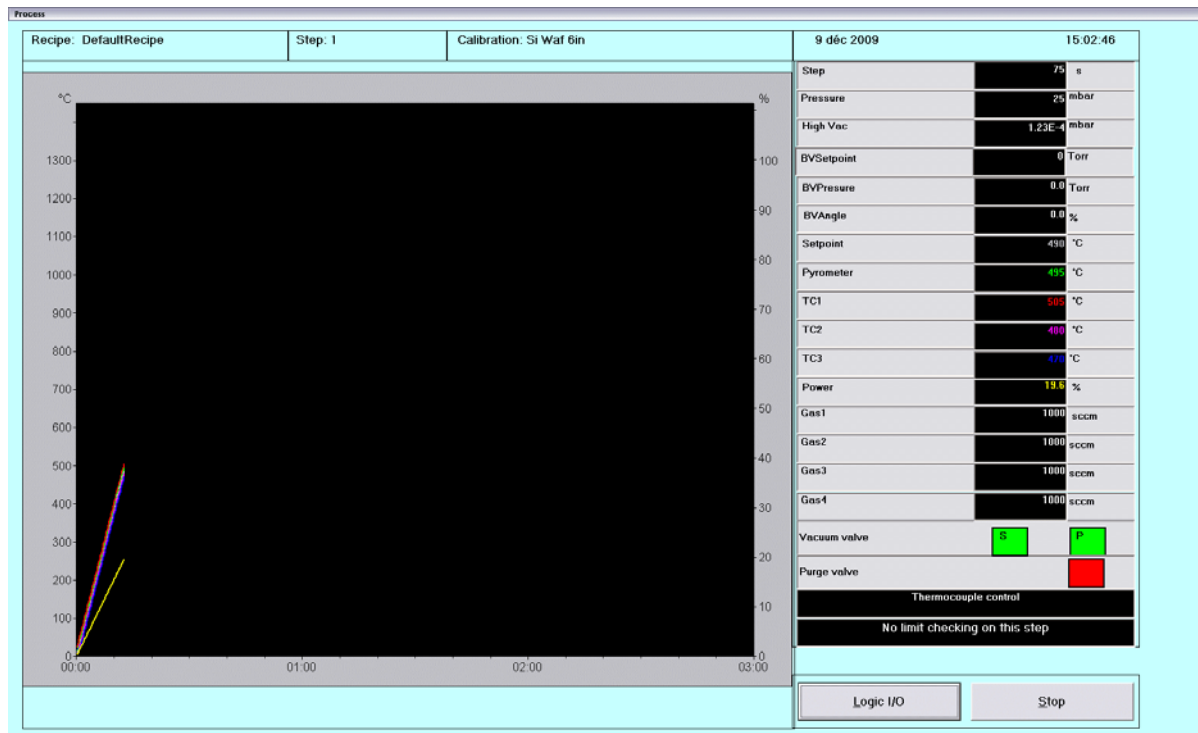 Process
Recipe: DefaultRecipe Step: 1 Calibration: Si Waf 6in 9 déc 2009 15:02:46
°C %
1300
1200
1100
1000
900
800
700
600
500
400
300
200
100
0
100
90
80
70
60
50
40
30
20
10
0
00:00 01:00 02:00 03:00
Step 75 s
Pressure 25 mbar
High Vac 1.23E-4 mbar
BVSetpoint 0 Torr
BVPresure 0.0 Torr
BVAngle 0.0 %
Setpoint 490 °C
Pyrometer 495 °C
TC1 505 °C
TC2 480 °C
TC3 °C
Power 19.6 %
Gas1 1000 sccm
Gas2 1000 sccm
Gas3 1000 sccm
Gas4 1000 sccm
Vacuum valve S P
Purge valve
Thermocouple control
No limit checking on this step
Logic I/O Stop